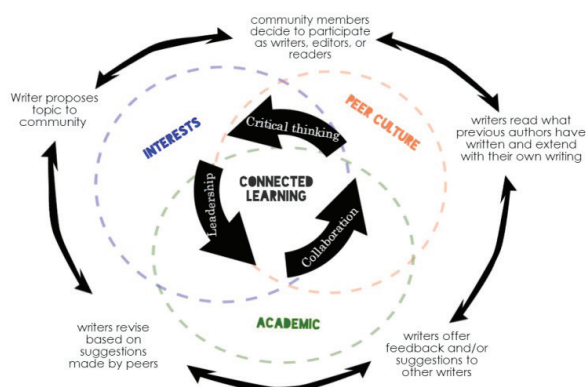 community members
decide to participate
as writers, editors, or
readers
Writer proposes
topic to
community
writers read what
previous authors have
written and extend
with their own writing
INTERESTS
PEER CULTURE
Critical thinking
CONNECTED
LEARNING
Leadership
Collaboration
ACADEMIC
writers revise
based on
suggestions
made by peers
writers offer
feedback and/or
suggestions to
other writers